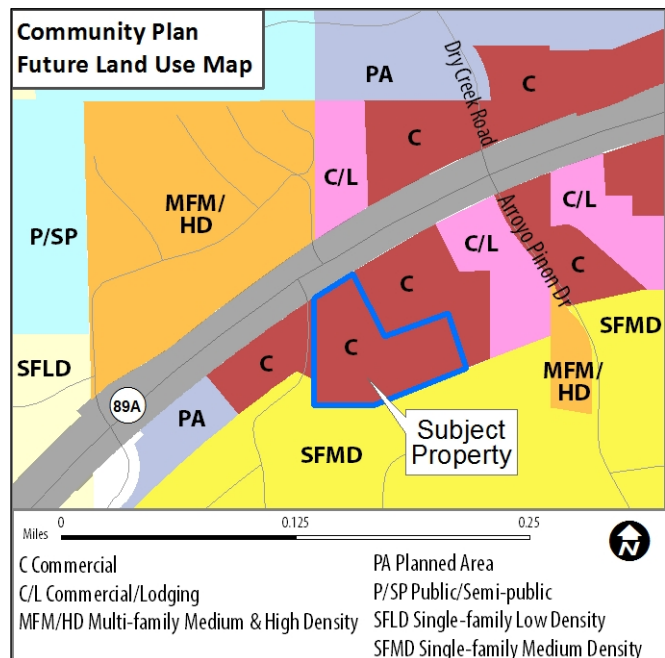 Community Plan
Future Land Use Map
PA
Dry Creek Road
C
C
C/L
MFM/
HD
P/SP
C/L
Arroyo Pinon Dr
C/L
C
C
C
C
SFMD
MFM/
HD
SFLD
89A
PA
SFMD
Subject
Property
Miles
0
0.125
0.25
N
C Commercial
C/L Commercial/Lodging
MFM/HD Multi-family Medium & High Density
PA Planned Area
P/SP Public/Semi-public
SFLD Single-family Low Density
SFMD Single-family Medium Density